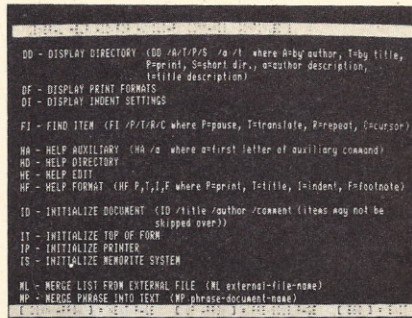 DD - DISPLAY DIRECTORY (DD /A/T/P/S /a /t where A=by author, T=by title,
P=print, S=short dir., a=author description,
t=title description)
DF - DISPLAY PRINT FORMATS
DI - DISPLAY INDENT SETTINGS
FI - FIND ITEM (FI /P/T/R/C where P=pause, T=translate, R=repeat, C=cursor)
HA - HELP AUXILIARY (HA /a where a=first letter of auxiliary command)
HD - HELP DIRECTORY
HE - HELP EDIT
HF - HELP FORMAT (HF P,T,I,F where P=print, T=title, I=indent, F=footnote)
ID - INITIALIZE DOCUMENT (ID /title /author /comment (items may not be
skipped over))
IT - INITIALIZE TOP OF FORM
IP - INITIALIZE PRINTER
IS - INITIALIZE MEMORITE SYSTEM
ML - MERGE LIST FROM EXTERNAL FILE (ML external-file-name)
MP - MERGE PHRASE INTO TEXT (MP phrase-document-name)